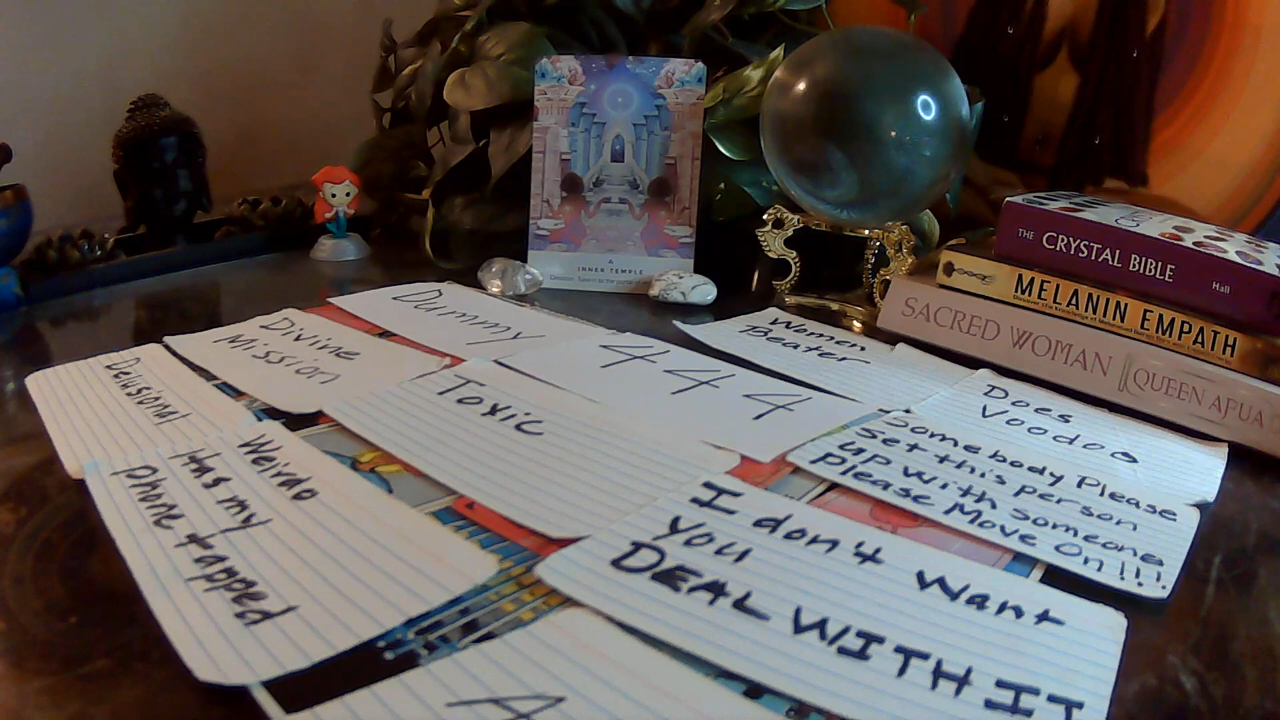 INNER TEMPLE
THE CRYSTAL BIBLE Hall
MELANIN EMPATH
SACRED WOMAN QUEEN AFUA
Dummy
444
Women
Beater
Divine
Mission
Delusional
Toxic
Does
Voodoo
Somebody Please
set this person
up with someone
Please Move On!!!
Weirdo
Has my
phone tapped
I don't want
you
DEAL WITH IT